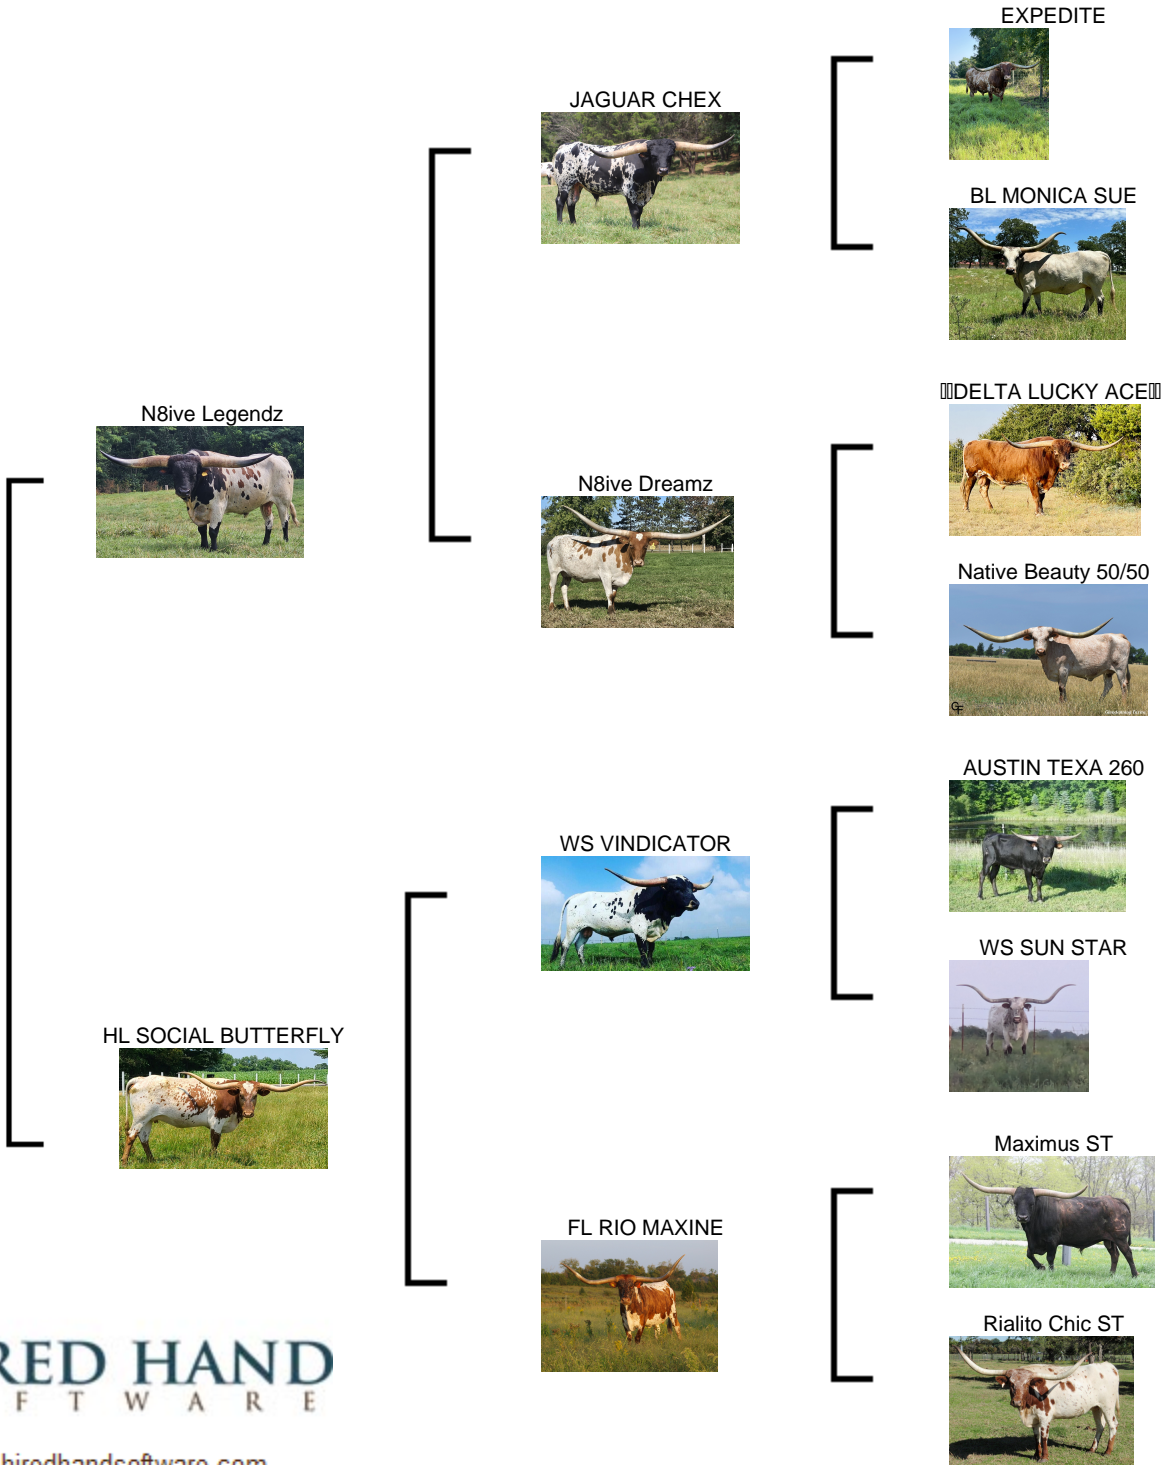 EXPEDITE
JAGUAR CHEX
BL MONICA SUE
DELTA LUCKY ACE
N8ive Legendz
N8ive Dreamz
Native Beauty 50/50
AUSTIN TEXA 260
WS VINDICATOR
WS SUN STAR
HL SOCIAL BUTTERFLY
Maximus ST
FL RIO MAXINE
Rialito Chic ST
RED HAND
F T W A R E
hiredhandsoftware.com